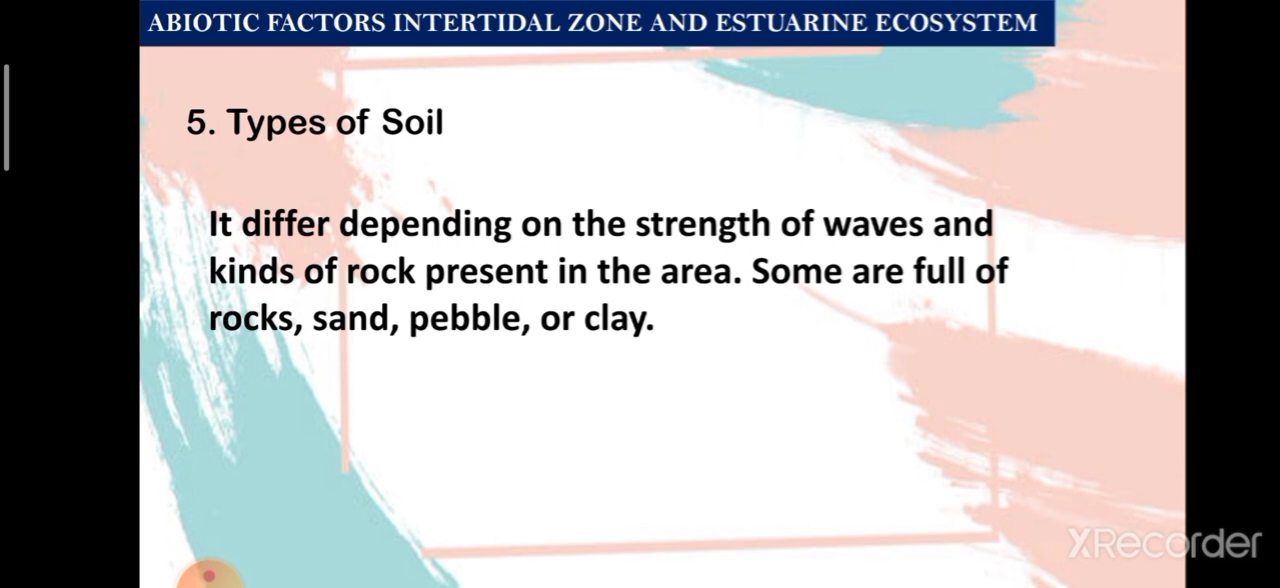 ABIOTIC FACTORS INTERTIDAL ZONE AND ESTUARINE ECOSYSTEM
5. Types of Soil
It differ depending on the strength of waves and
kinds of rock present in the area. Some are full of
rocks, sand, pebble, or clay.
XRecorder